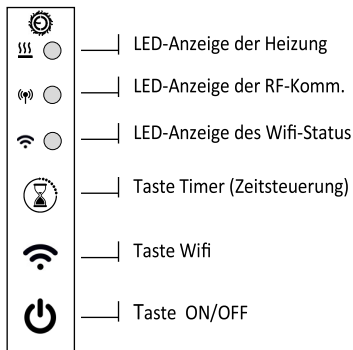 LED-Anzeige der Heizung
LED-Anzeige der RF-Komm.
LED-Anzeige des Wifi-Status
Taste Timer (Zeitsteuerung)
Taste Wifi
Taste ON/OFF